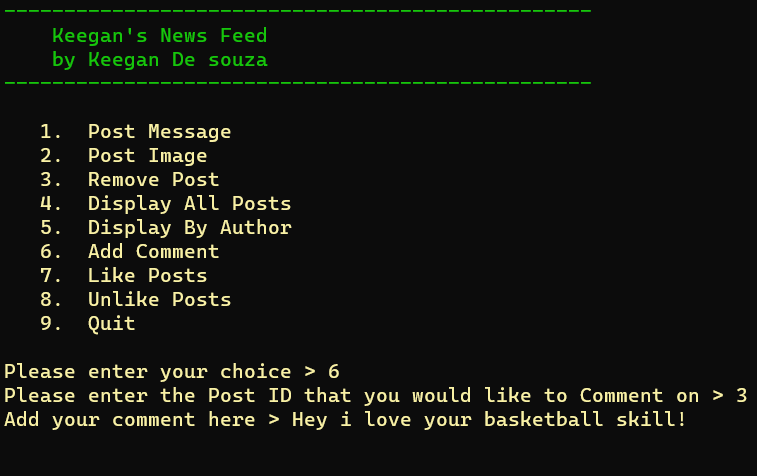 Keegan's News Feed
by Keegan De souza
1. Post Message
2. Post Image
3. Remove Post
4. Display All Posts
5. Display By Author
6. Add Comment
7. Like Posts
8. Unlike Posts
9. Quit
Please enter your choice > 6
Please enter the Post ID that you would like to Comment on > 3
Add your comment here > Hey i love your basketball skill!